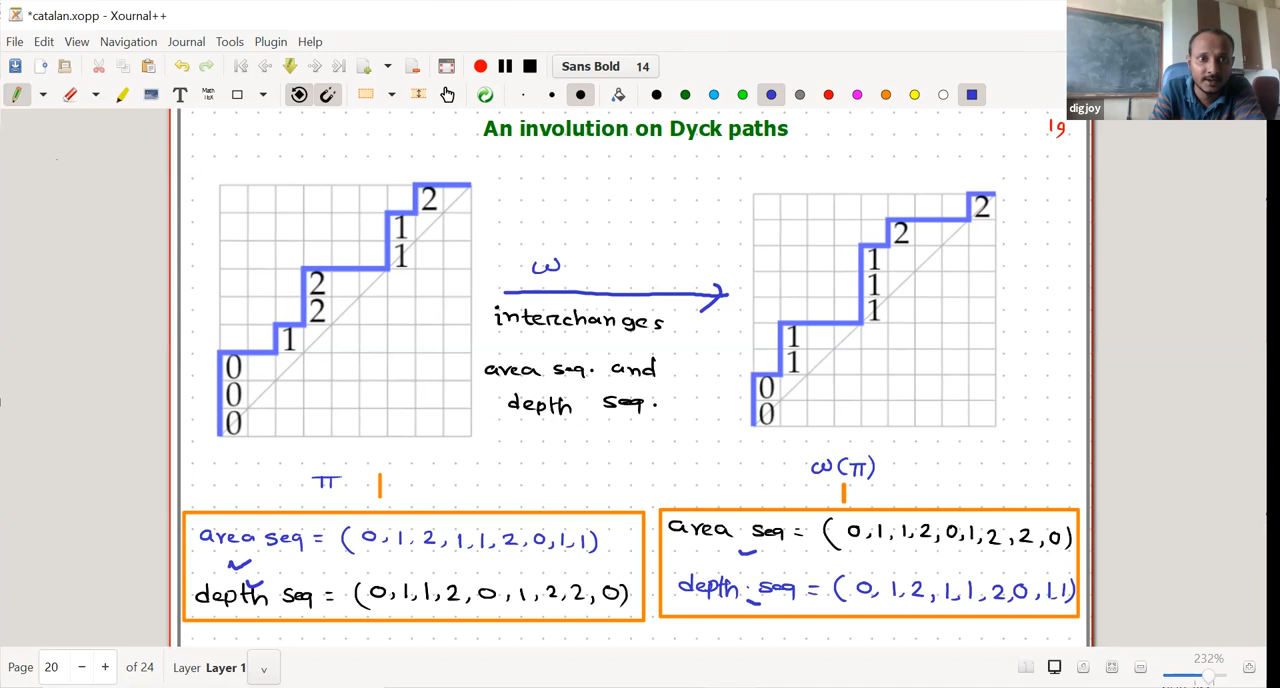 *catalan.xopp - Xournal++
File Edit View Navigation Journal Tools Plugin Help
Sans Bold 14
digjoy
An involution on Dyck paths
19
2
1
1
2
2
1
0
0
0
ω
interchanges
area seq. and
depth seq.
2
2
1
1
1
1
1
0
0
π
ω(π)
area seq = (0,1,2,1,1,2,0,1,1)
depth seq = (0,1,1,2,0,1,2,2,0)
area seq = (0,1,1,2,0,1,2,2,0)
depth seq = (0,1,2,1,1,2,0,1,1)
Page 20 of 24 Layer Layer 1
232%